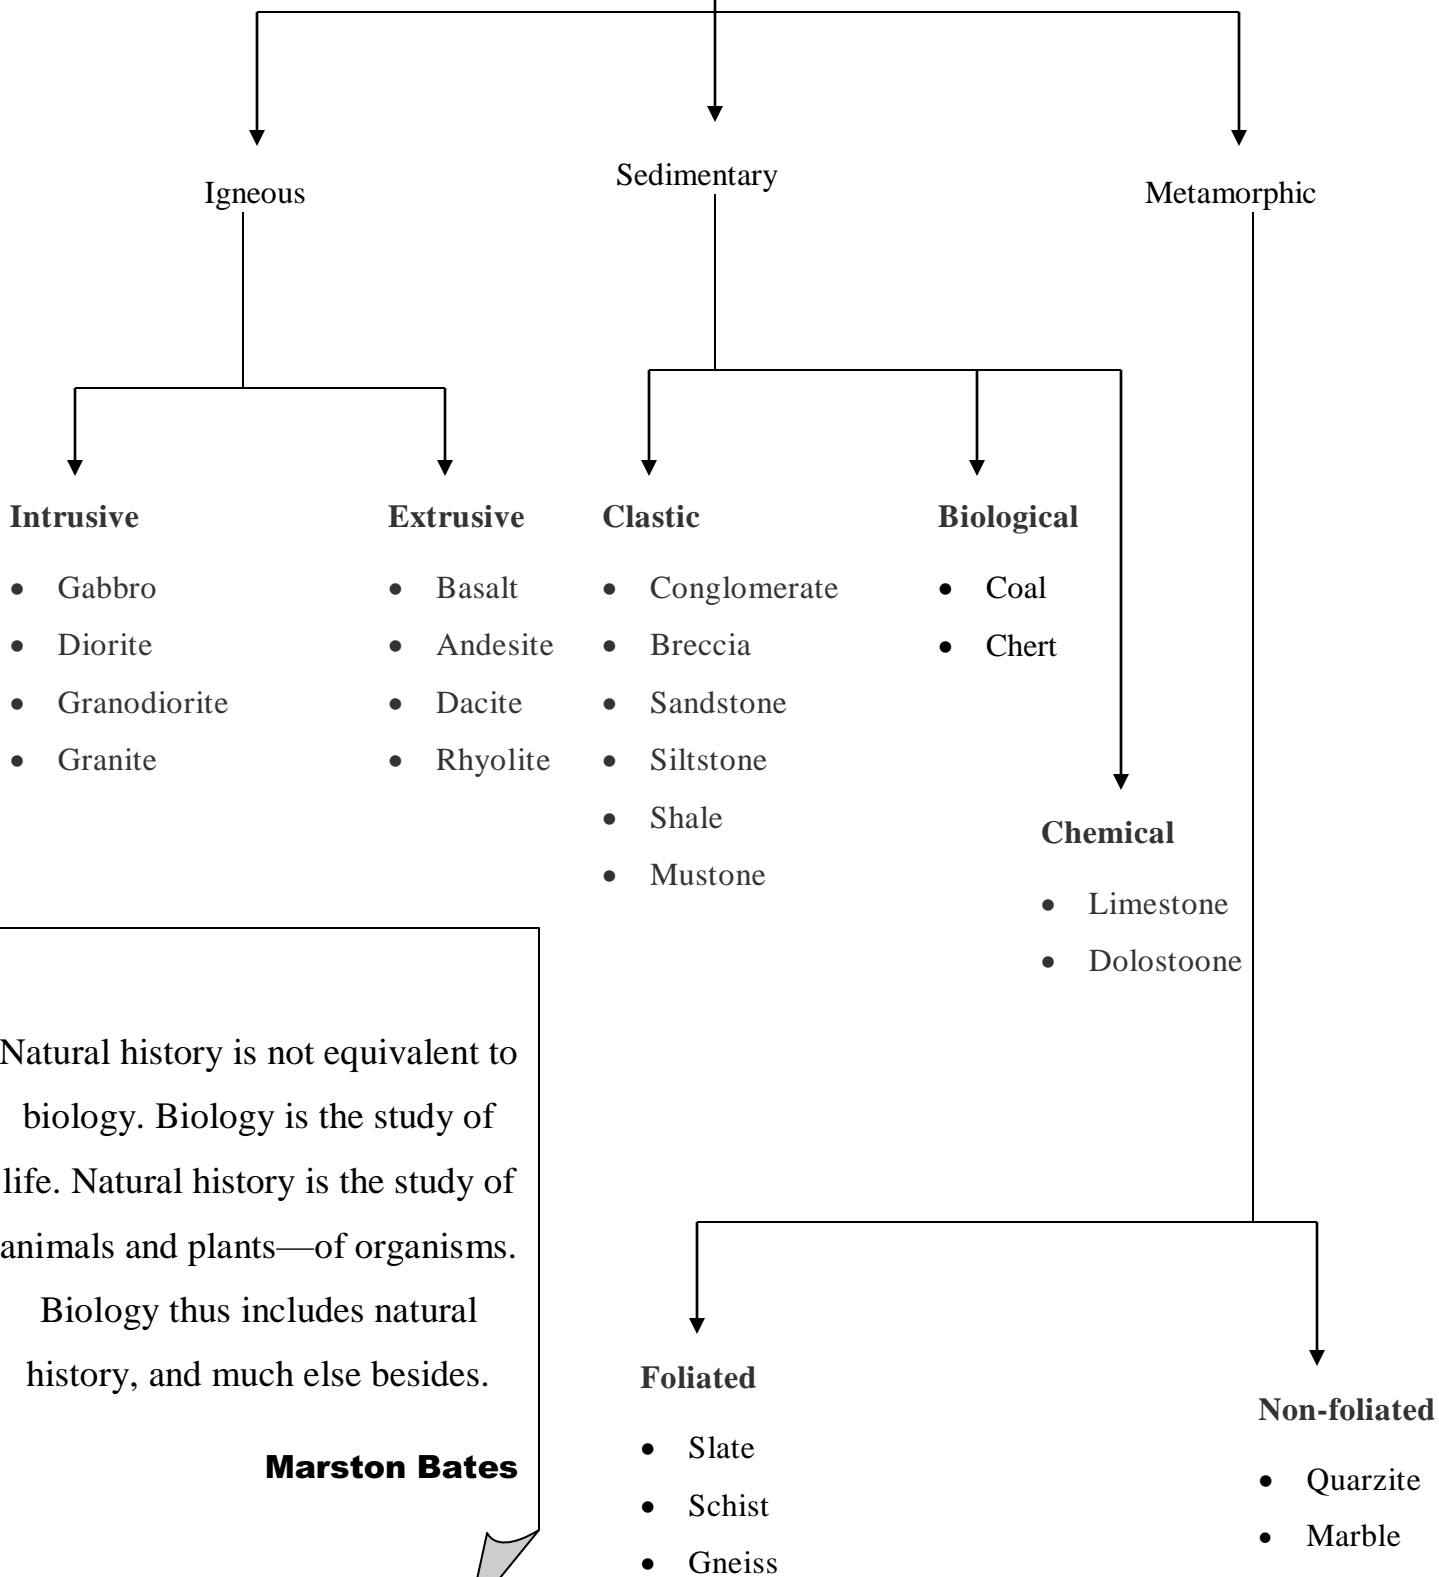 Igneous
Sedimentary
Metamorphic
Intrusive
• Gabbro
• Diorite
• Granodiorite
• Granite
Extrusive
• Basalt
• Andesite
• Dacite
• Rhyolite
Clastic
• Conglomerate
• Breccia
• Sandstone
• Siltstone
• Shale
• Mustone
Biological
• Coal
• Chert
Chemical
• Limestone
• Dolostoone
Natural history is not equivalent to
biology. Biology is the study of
life. Natural history is the study of
animals and plants—of organisms.
Biology thus includes natural
history, and much else besides.
Marston Bates
Foliated
• Slate
• Schist
• Gneiss
Non-foliated
• Quarzite
• Marble